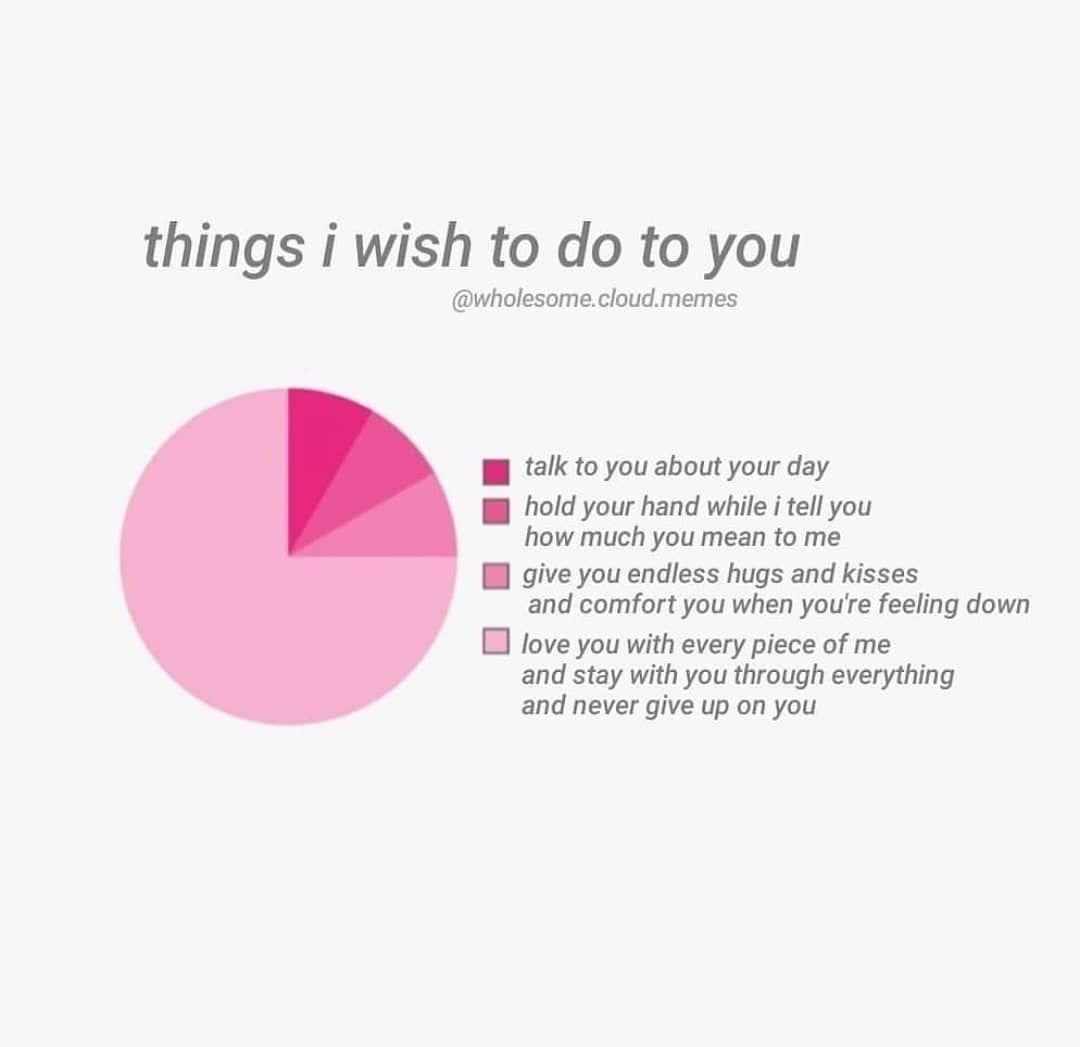 things i wish to do to you
@wholesome.cloud.memes
talk to you about your day
hold your hand while i tell you
how much you mean to me
give you endless hugs and kisses
and comfort you when you're feeling down
love you with every piece of me
and stay with you through everything
and never give up on you